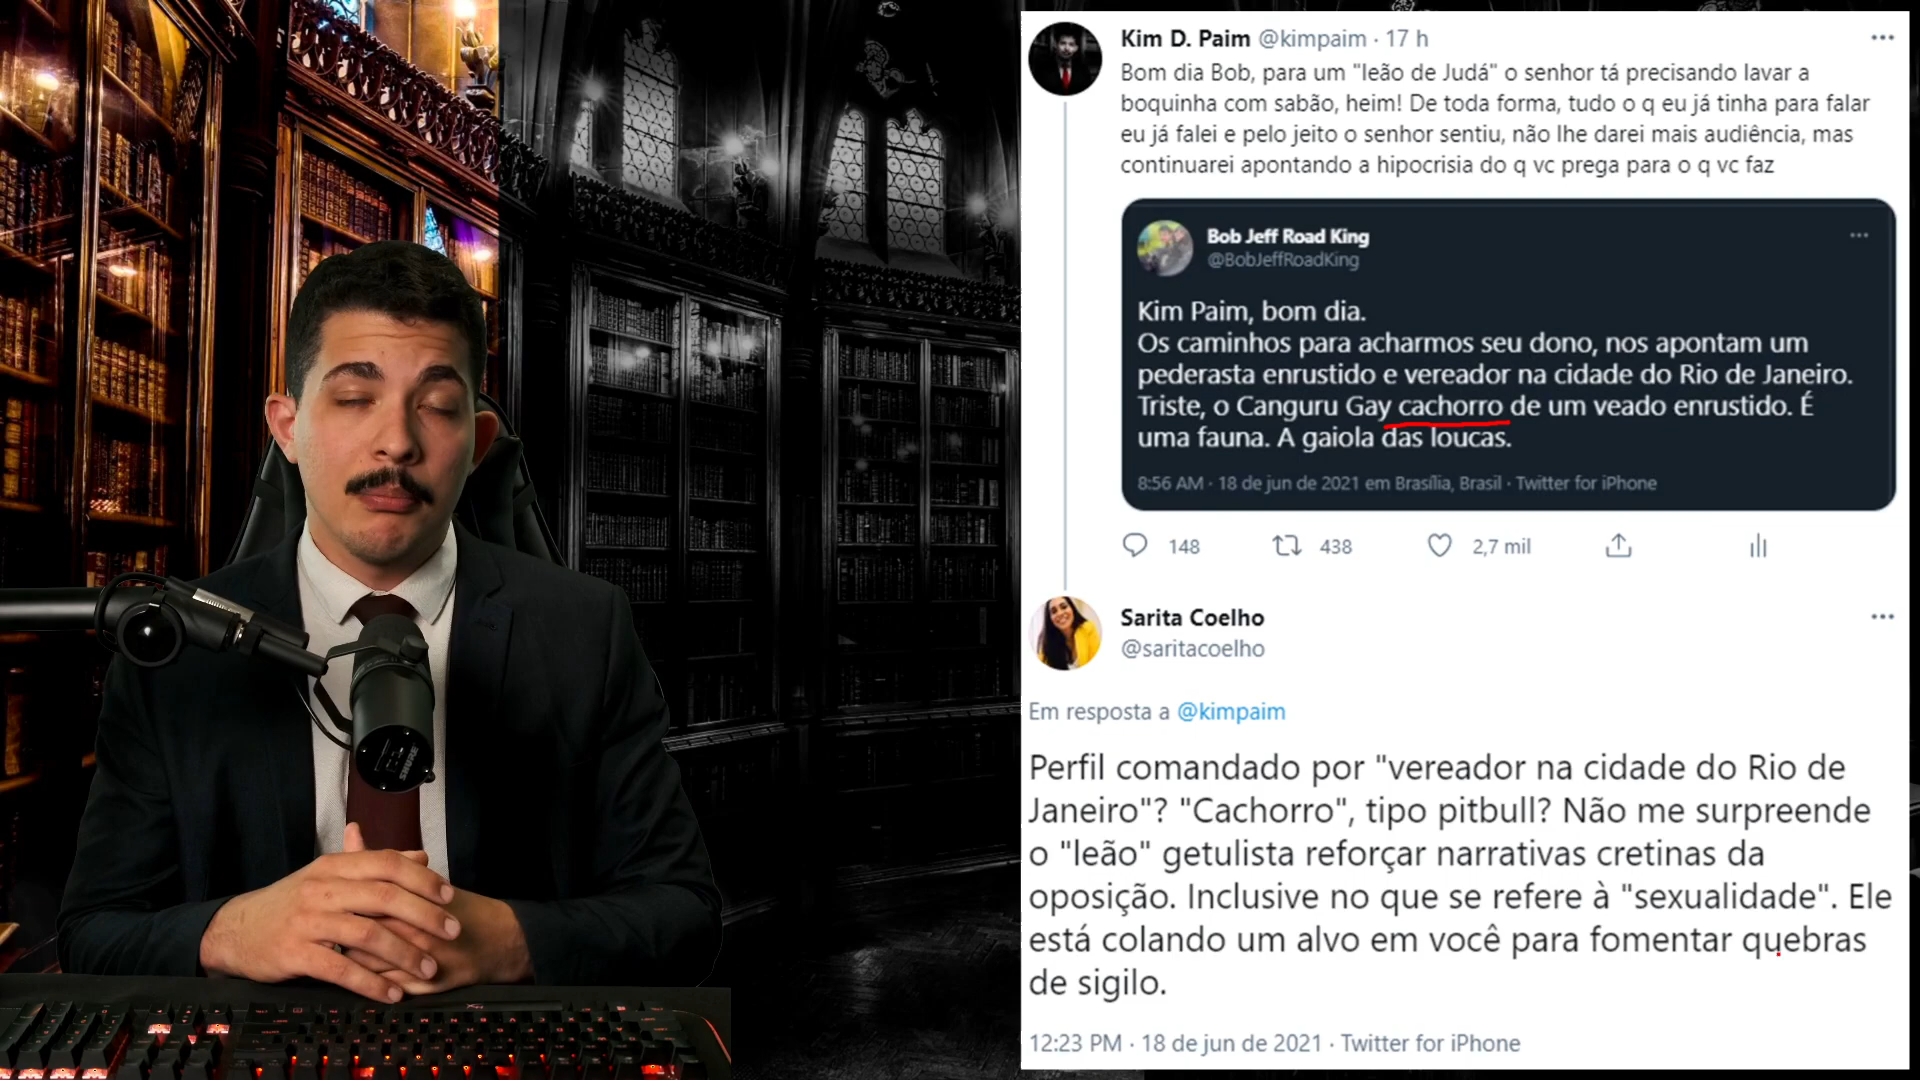 Kim D. Paim @kimpaim · 17 h
Bom dia Bob, para um "leão de Judá" o senhor tá precisando lavar a
boquinha com sabão, heim! De toda forma, tudo o q eu já tinha para falar
eu já falei e pelo jeito o senhor sentiu, não lhe darei mais audiência, mas
continuarei apontando a hipocrisia do q vc prega para o q vc faz
Bob Jeff Road King
@BobJeffRoadKing
Kim Paim, bom dia.
Os caminhos para acharmos seu dono, nos apontam um
pederasta enrustido e vereador na cidade do Rio de Janeiro.
Triste, o Canguru Gay cachorro de um veado enrustido. É
uma fauna. A gaiola das loucas.
8:56 AM · 18 de jun de 2021 em Brasília, Brasil · Twitter for iPhone
148 438 2,7 mil
Sarita Coelho
@saritacoelho
Em resposta a @kimpaim
Perfil comandado por "vereador na cidade do Rio de
Janeiro"? "Cachorro", tipo pitbull? Não me surpreende
o "leão" getulista reforçar narrativas cretinas da
oposição. Inclusive no que se refere à "sexualidade". Ele
está colando um alvo em você para fomentar quebras
de sigilo.
12:23 PM · 18 de jun de 2021 · Twitter for iPhone
SHURE